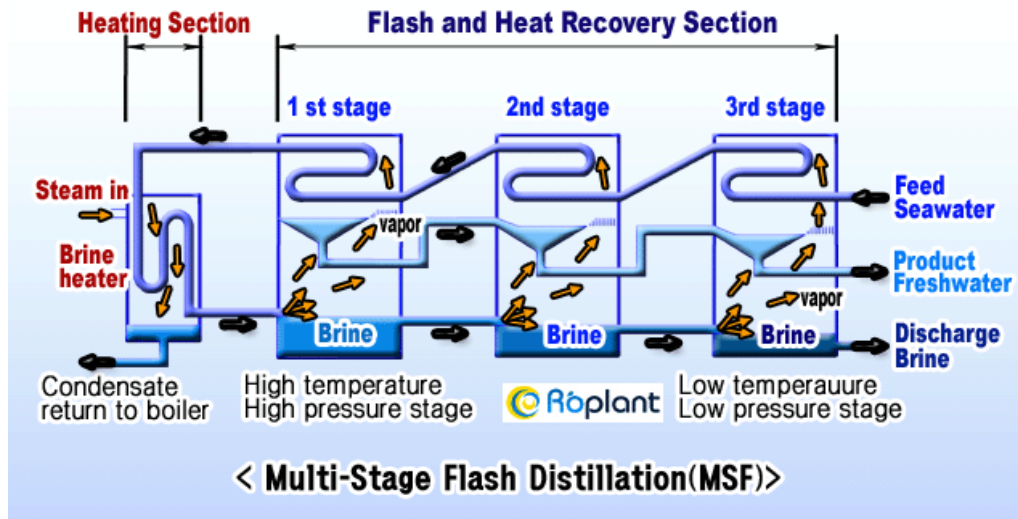 Heating Section
Flash and Heat Recovery Section
1 st stage
2nd stage
3rd stage
Steam in
Feed
Seawater
vapor
Brine
heater
Product
Freshwater
vapor
Brine
Brine
Brine
Discharge
Brine
Condensate
return to boiler
High temperature
High pressure stage
Röplant
Low temperauure
Low pressure stage
< Multi-Stage Flash Distillation(MSF)>